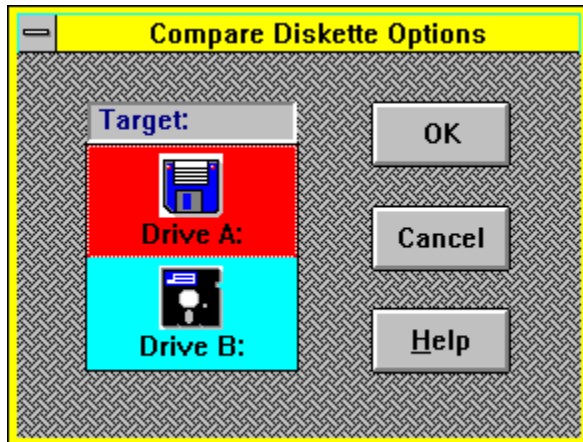 Compare Diskette Options
Target:
Drive A:
Drive B:
OK
Cancel
Help